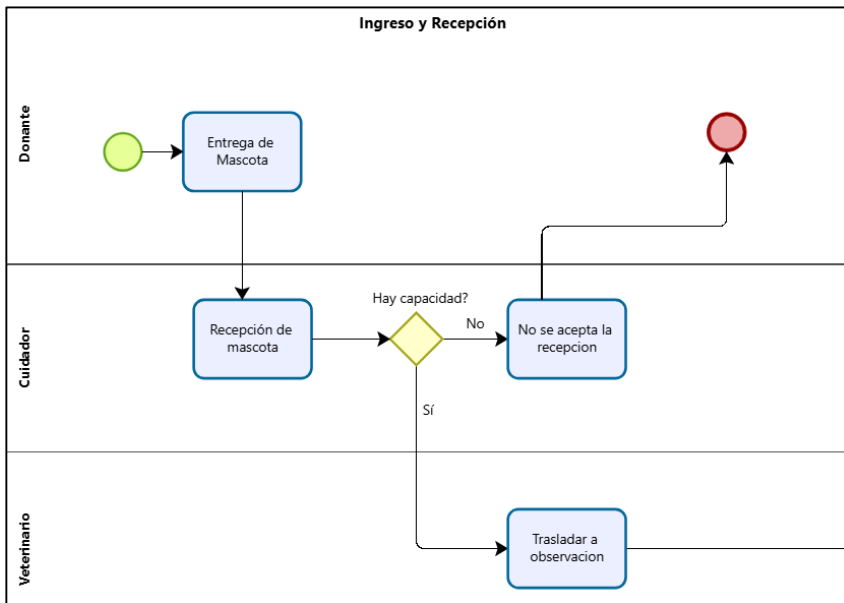 Ingreso y Recepción
Donante
Entrega de
Mascota
Cuidador
Recepción de
mascota
Hay capacidad?
No
No se acepta la
recepcion
Sí
Veterinario
Trasladar a
observacion